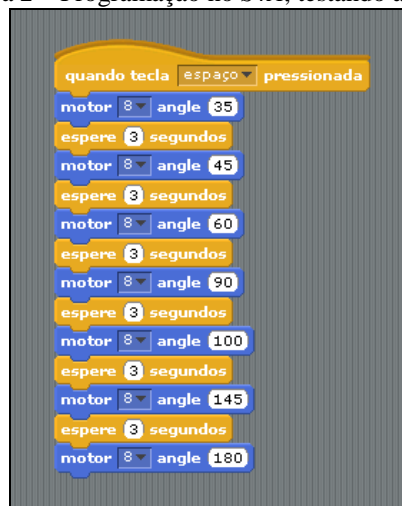 quando tecla espaço pressionada
motor 8 angle 35
espere 3 segundos
motor 8 angle 45
espere 3 segundos
motor 8 angle 60
espere 3 segundos
motor 8 angle 90
espere 3 segundos
motor 8 angle 100
espere 3 segundos
motor 8 angle 145
espere 3 segundos
motor 8 angle 180